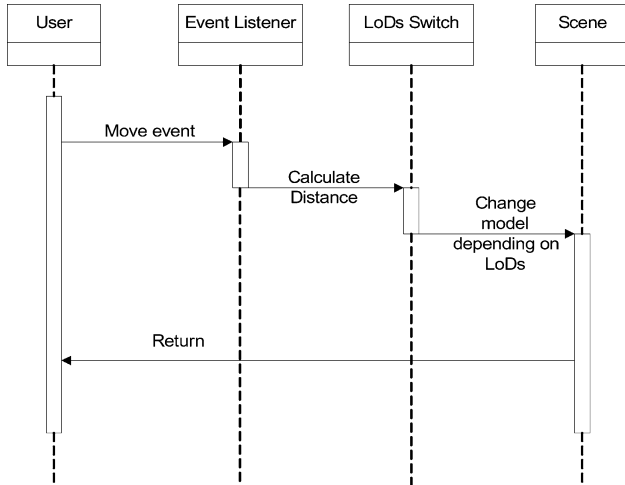 User
Event Listener
LoDs Switch
Scene
Move event
Calculate
Distance
Change
model
depending on
LoDs
Return